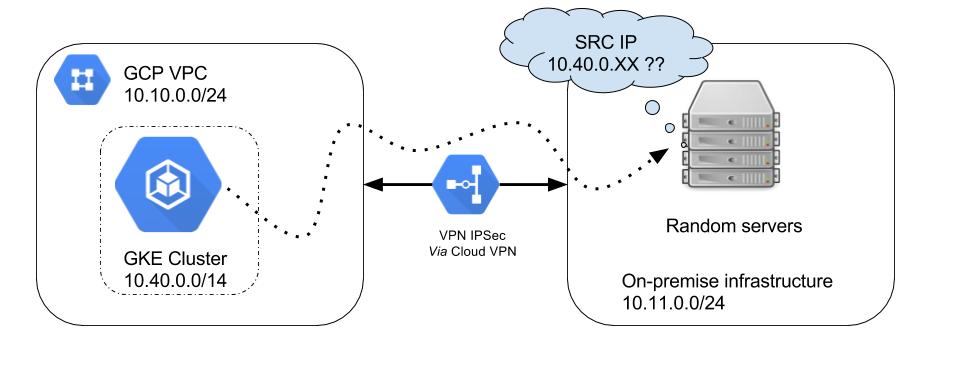 SRC IP
10.40.0.XX ??
GCP VPC
10.10.0.0/24
GKE Cluster
10.40.0.0/14
VPN IPSec
Via Cloud VPN
Random servers
On-premise infrastructure
10.11.0.0/24